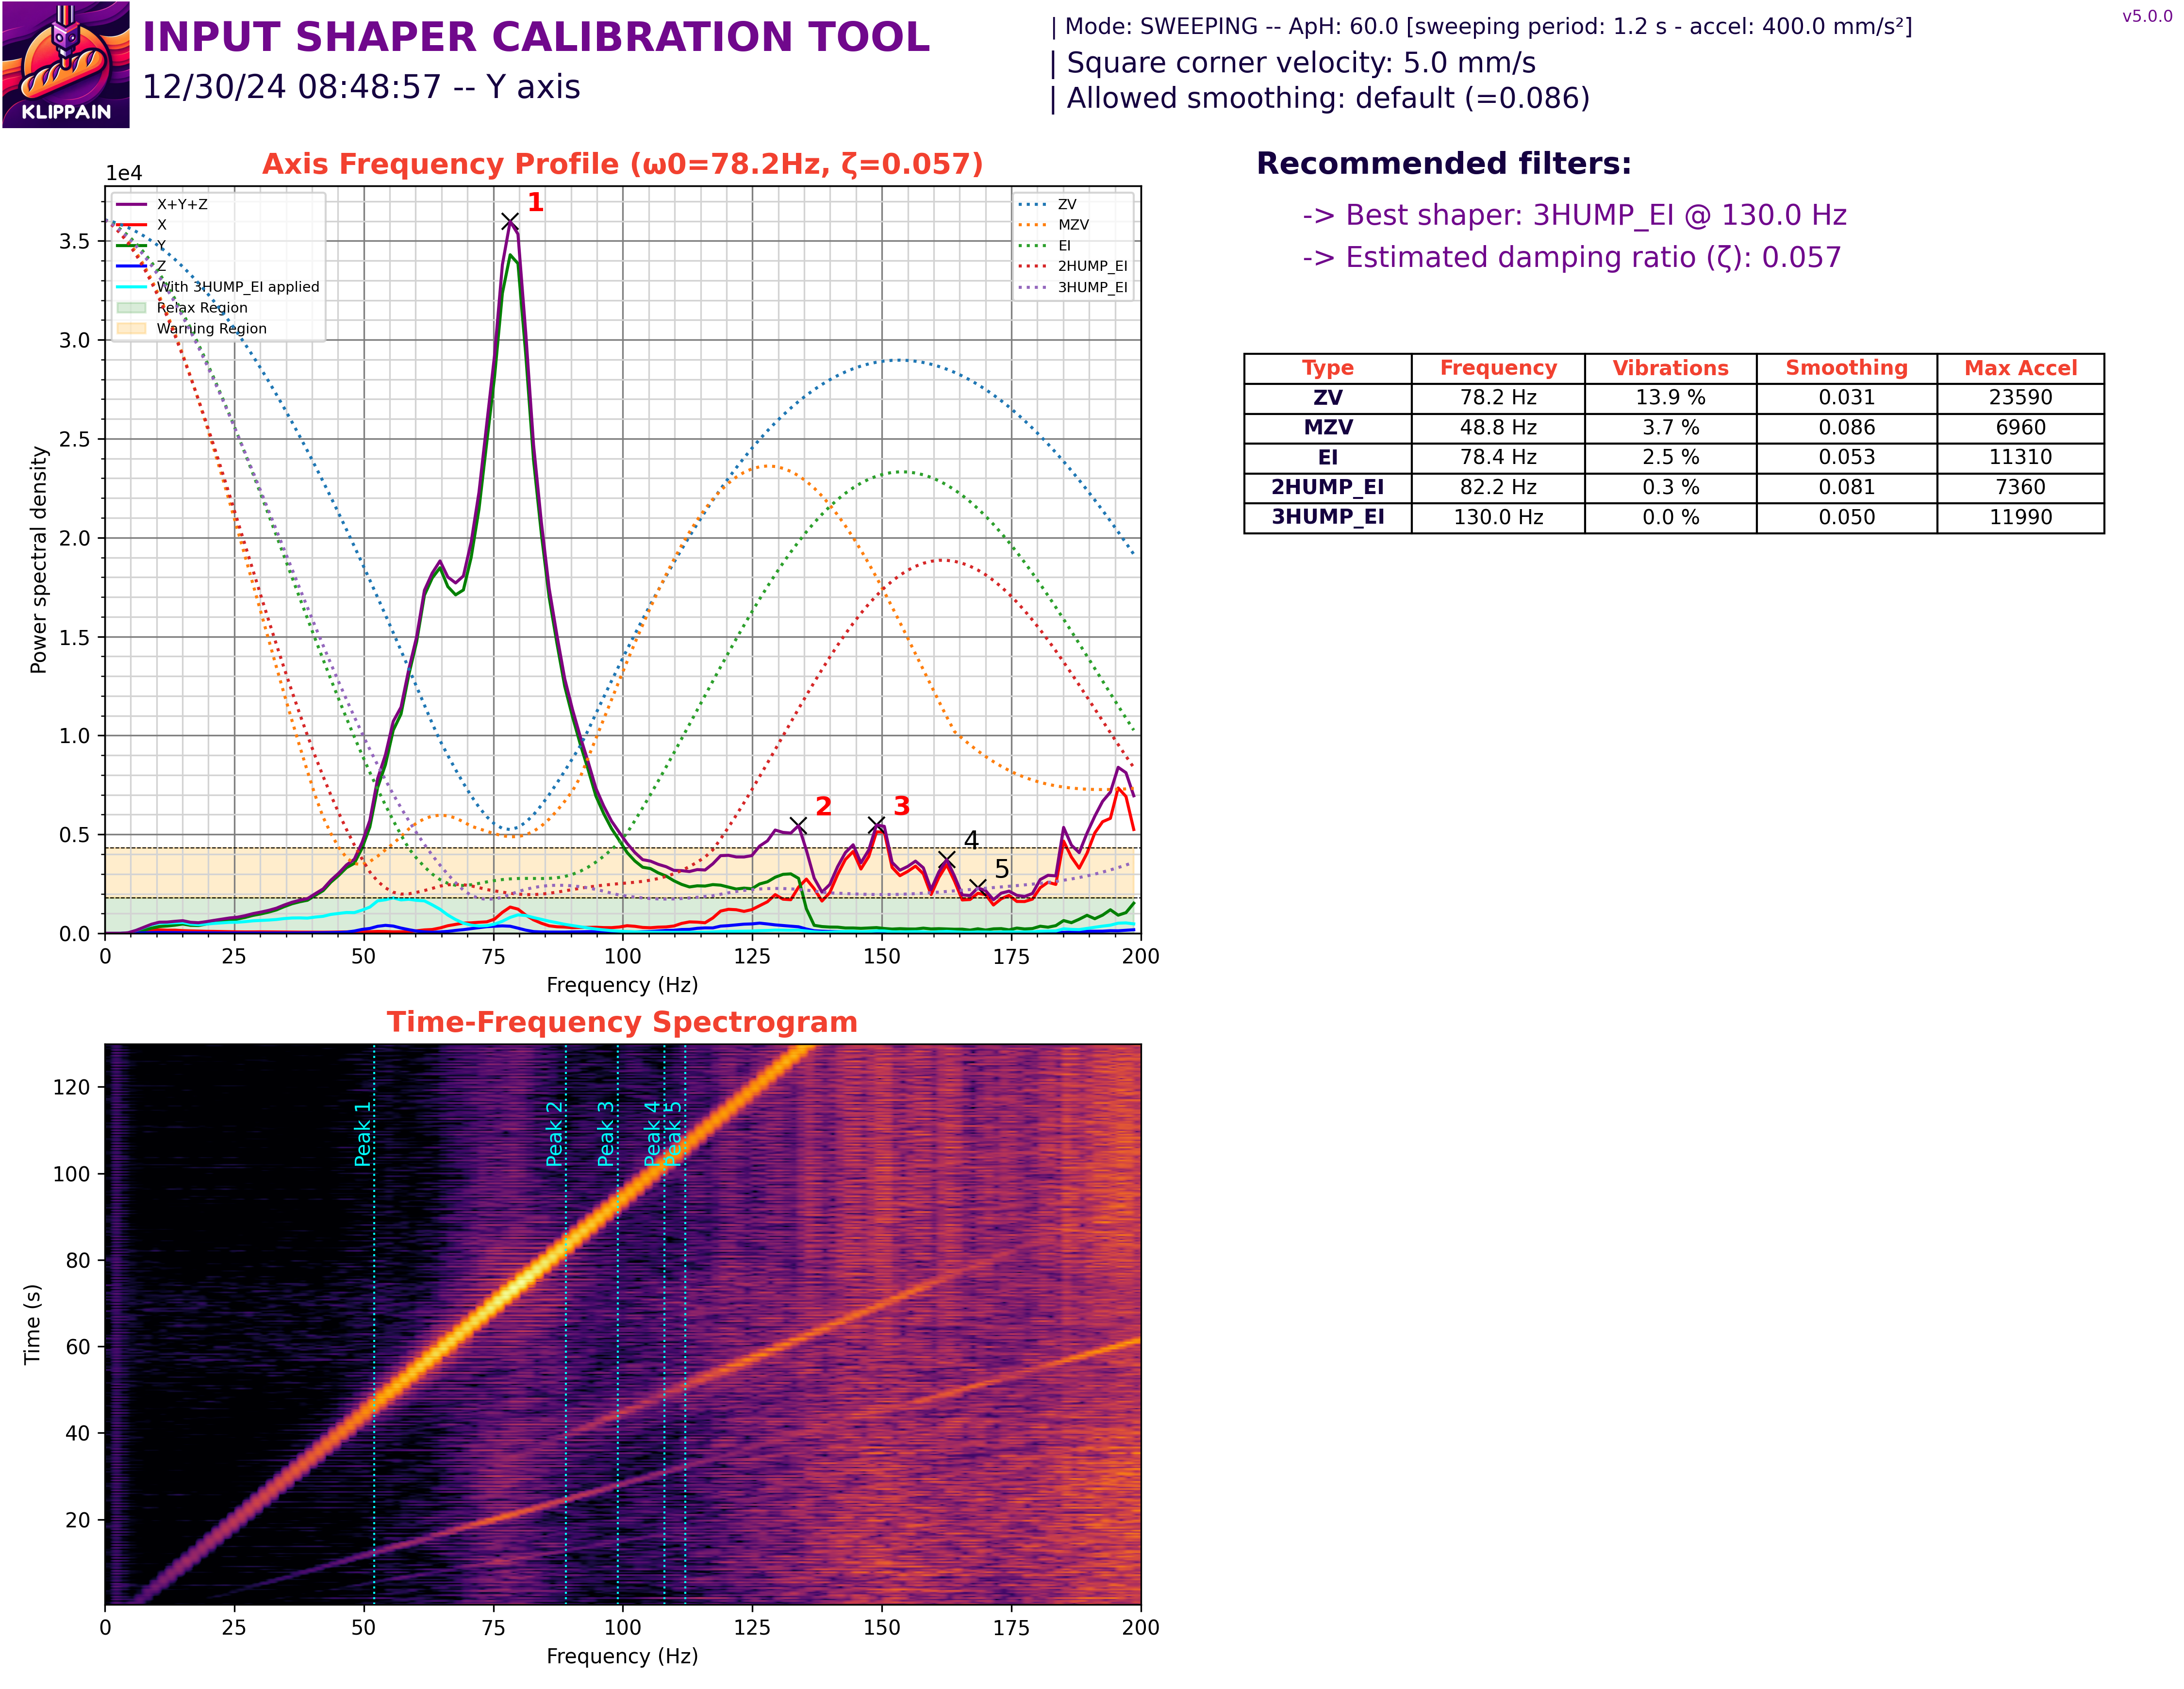 KLIPPAIN
INPUT SHAPER CALIBRATION TOOL
12/30/24 08:48:57 -- Y axis
| Mode: SWEEPING -- ApH: 60.0 [sweeping period: 1.2 s - accel: 400.0 mm/s²]
| Square corner velocity: 5.0 mm/s
| Allowed smoothing: default (=0.086)
v5.0.0
Axis Frequency Profile (ω0=78.2Hz, ζ=0.057)
1e4
X+Y+Z
X
Y
Z
With 3HUMP_EI applied
Relax Region
Warning Region
ZV
MZV
EI
2HUMP_EI
3HUMP_EI
1
2
3
4
5
3.5
3.0
2.5
2.0
1.5
1.0
0.5
0.0
Power spectral density
0 25 50 75 100 125 150 175 200
Frequency (Hz)
Recommended filters:
-> Best shaper: 3HUMP_EI @ 130.0 Hz
-> Estimated damping ratio (ζ): 0.057
Type Frequency Vibrations Smoothing Max Accel
ZV 78.2 Hz 13.9 % 0.031 23590
MZV 48.8 Hz 3.7 % 0.086 6960
EI 78.4 Hz 2.5 % 0.053 11310
2HUMP_EI 82.2 Hz 0.3 % 0.081 7360
3HUMP_EI 130.0 Hz 0.0 % 0.050 11990
Time-Frequency Spectrogram
Peak 1
Peak 2
Peak 3
Peak 4
Peak 5
120
100
80
60
40
20
Time (s)
0 25 50 75 100 125 150 175 200
Frequency (Hz)